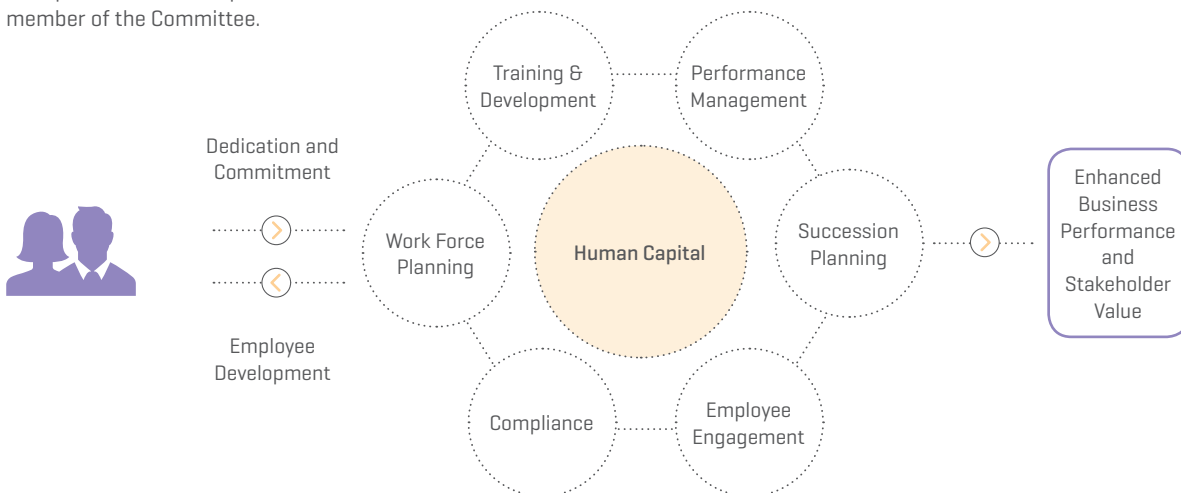 member of the Committee.
Training &
Development
Performance
Management
Dedication and
Commitment
Work Force
Planning
Human Capital
Succession
Planning
Enhanced
Business
Performance
and
Stakeholder
Value
Employee
Development
Compliance
Employee
Engagement